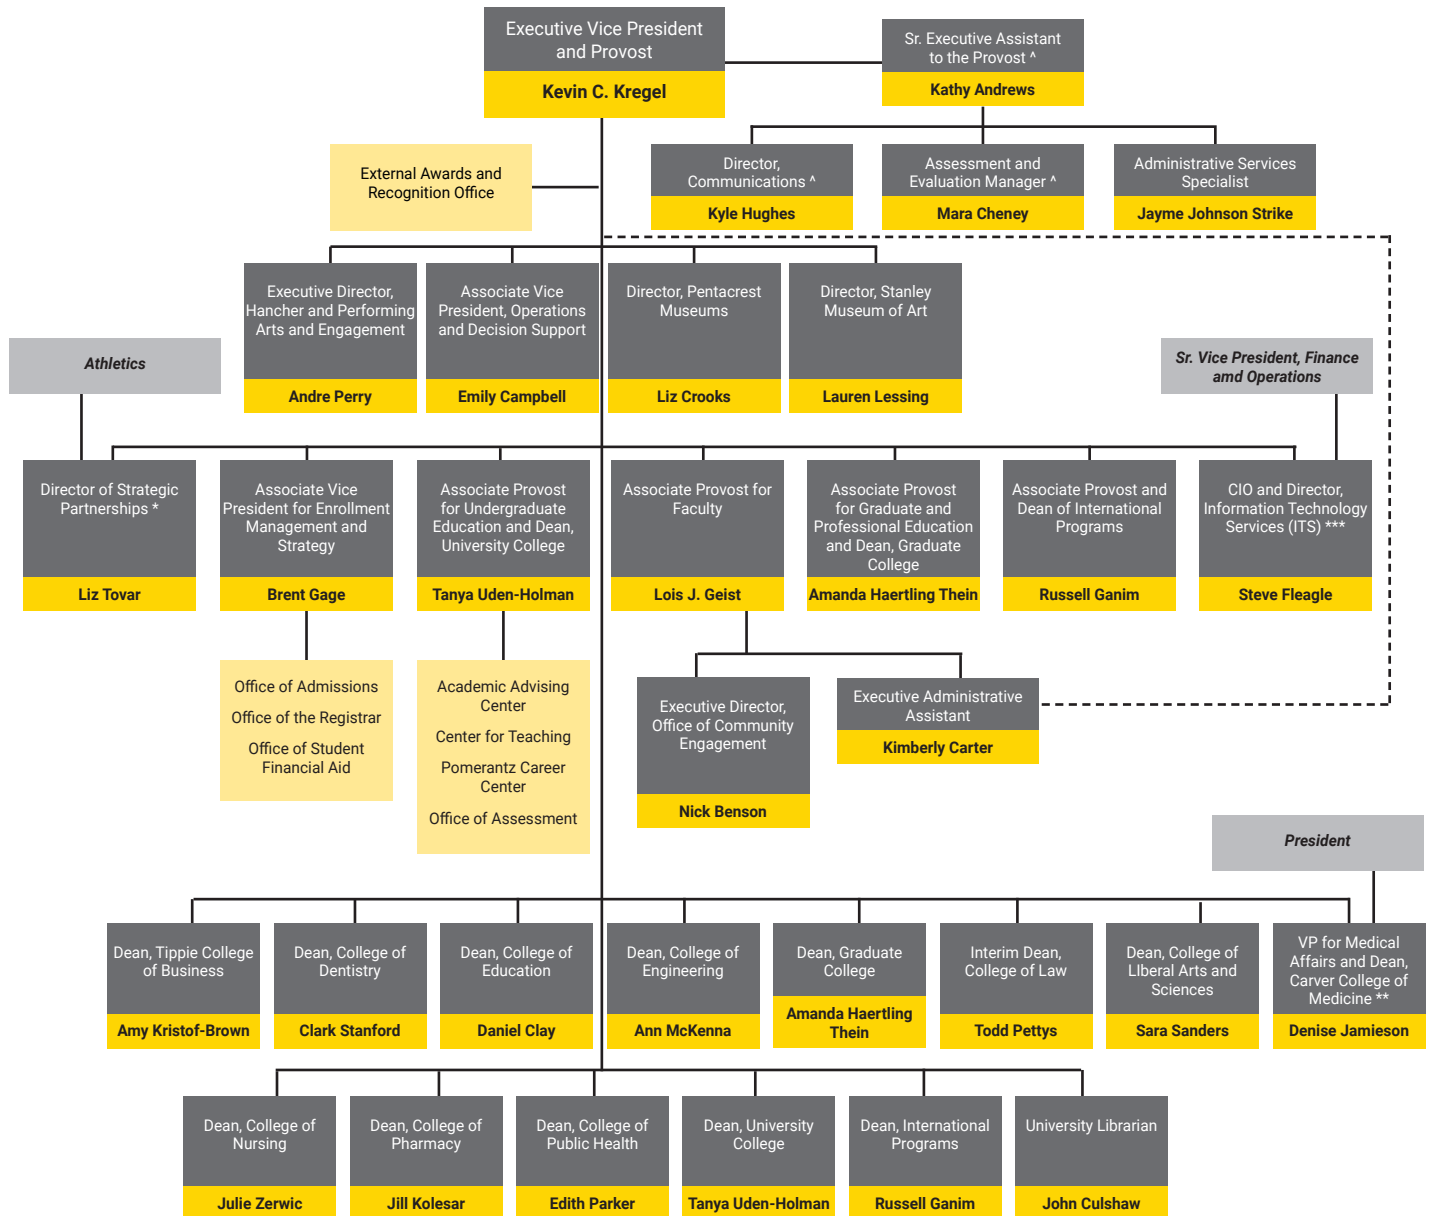 Executive Vice President
and Provost
Kevin C. Kregel
Sr. Executive Assistant
to the Provost ^
Kathy Andrews
External Awards and
Recognition Office
Director,
Communications ^
Kyle Hughes
Assessment and
Evaluation Manager ^
Mara Cheney
Administrative Services
Specialist
Jayme Johnson Strike
Executive Director,
Hancher and Performing
Arts and Engagement
Andre Perry
Associate Vice
President, Operations
and Decision Support
Emily Campbell
Director, Pentacrest
Museums
Liz Crooks
Director, Stanley
Museum of Art
Lauren Lessing
Athletics
Sr. Vice President, Finance
amd Operations
Director of Strategic
Partnerships *
Liz Tovar
Associate Vice
President for Enrollment
Management and
Strategy
Brent Gage
Associate Provost
for Undergraduate
Education and Dean,
University College
Tanya Uden-Holman
Associate Provost for
Faculty
Lois J. Geist
Associate Provost
for Graduate and
Professional Education
and Dean, Graduate
College
Amanda Haertling Thein
Associate Provost and
Dean of International
Programs
Russell Ganim
CIO and Director,
Information Technology
Services (ITS) ***
Steve Fleagle
Office of Admissions
Office of the Registrar
Office of Student
Financial Aid
Academic Advising
Center
Center for Teaching
Pomerantz Career
Center
Office of Assessment
Executive Director,
Office of Community
Engagement
Nick Benson
Executive Administrative
Assistant
Kimberly Carter
President
Dean, Tippie College
of Business
Amy Kristof-Brown
Dean, College of
Dentistry
Clark Stanford
Dean, College of
Education
Daniel Clay
Dean, College of
Engineering
Ann McKenna
Dean, Graduate
College
Amanda Haertling
Thein
Interim Dean,
College of Law
Todd Pettys
Dean, College of
LIberal Arts and
Sciences
Sara Sanders
VP for Medical
Affairs and Dean,
Carver College of
Medicine **
Denise Jamieson
Dean, College of
Nursing
Julie Zerwic
Dean, College of
Pharmacy
Jill Kolesar
Dean, College of
Public Health
Edith Parker
Dean, University
College
Tanya Uden-Holman
Dean, International
Programs
Russell Ganim
University Librarian
John Culshaw